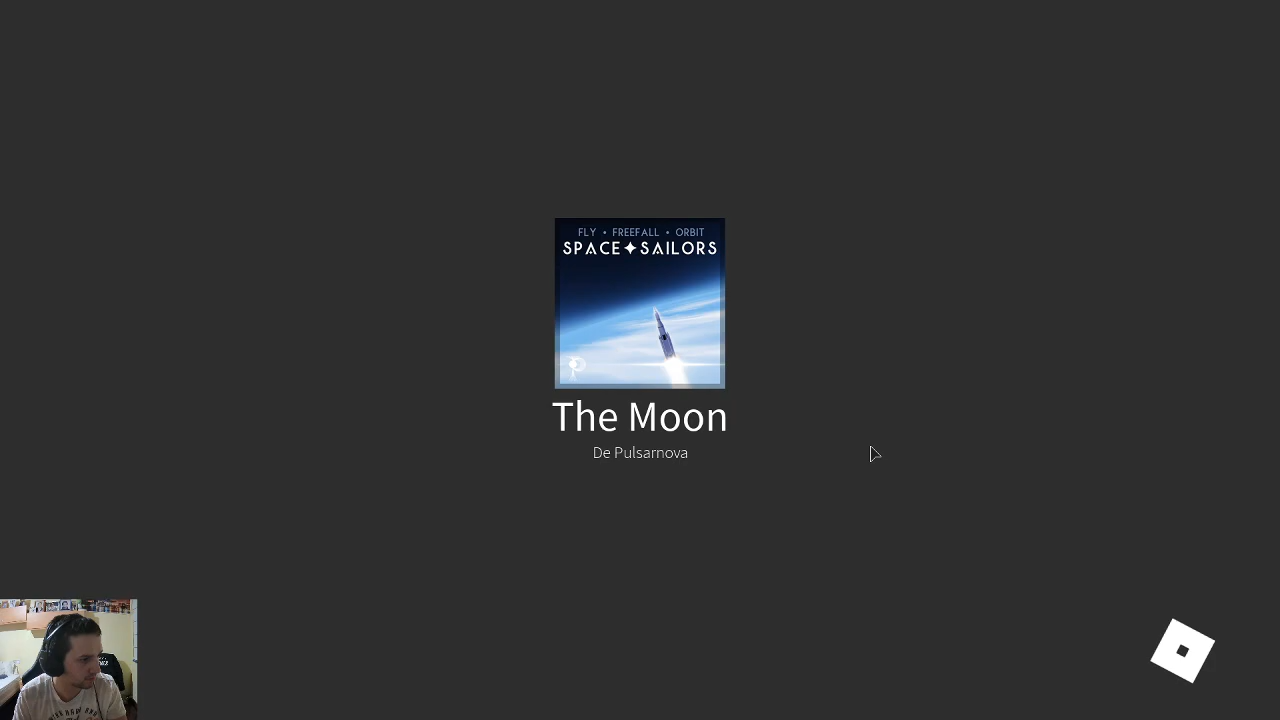 FLY • FREEFALL • ORBIT
SPACE✦SAILORS
The Moon
De Pulsarnova